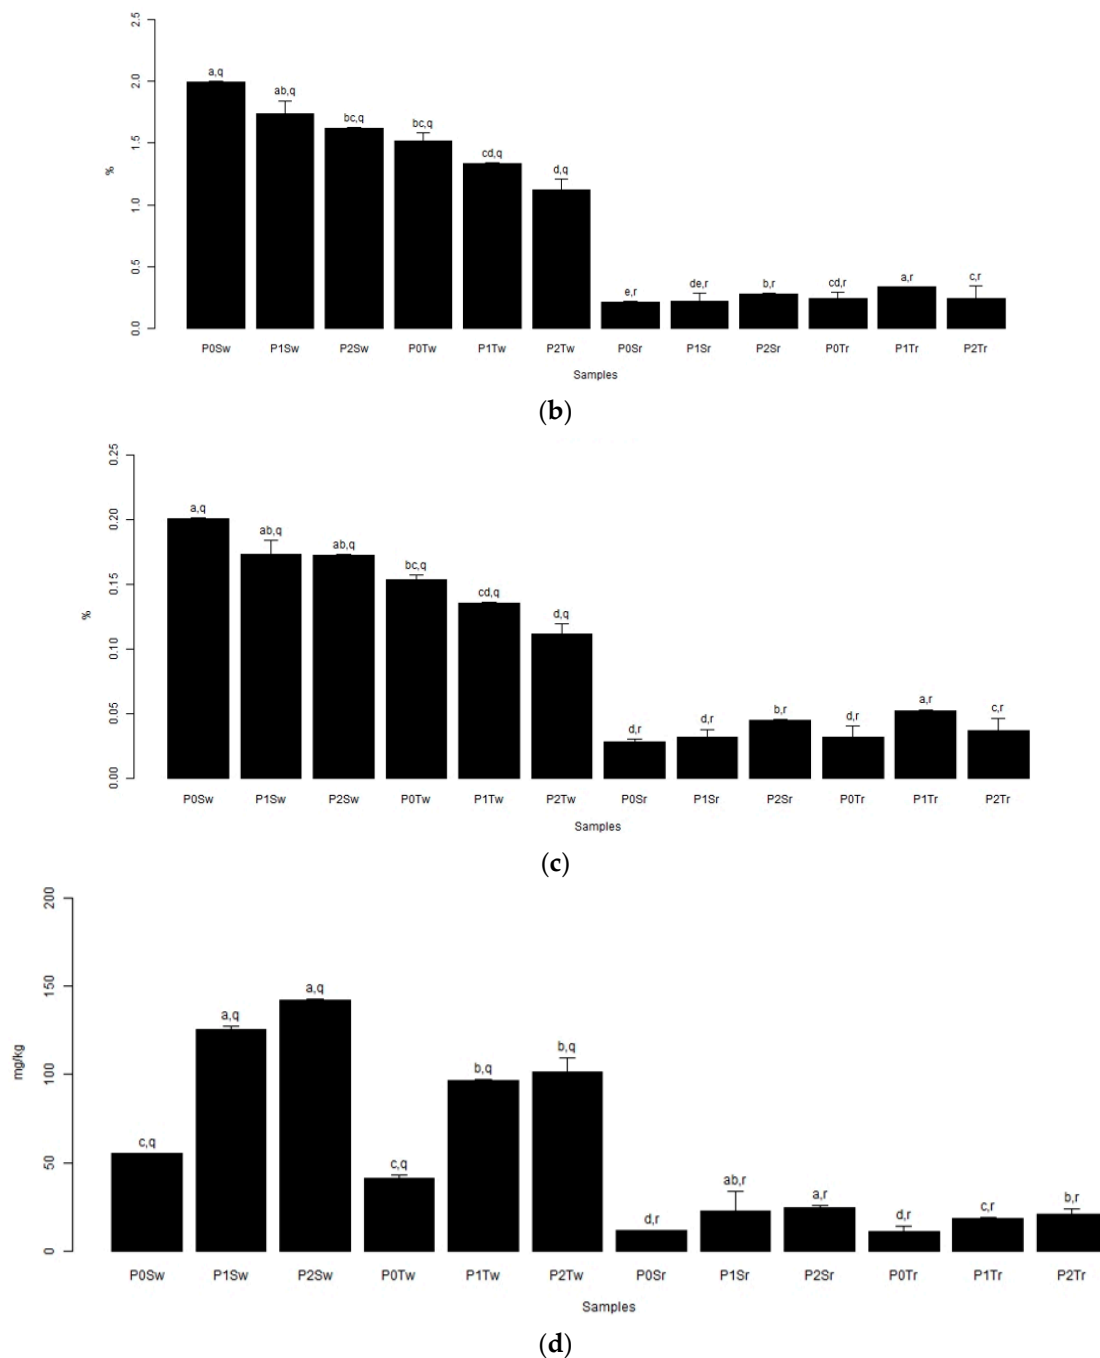 2.5
2.0
1.5
1.0
0.5
0.0
%
a,q
ab,q
bc,q
bc,q
cd,q
d,q
e,r
de,r
b,r
cd,r
a,r
c,r
P0Sw P1Sw P2Sw P0Tw P1Tw P2Tw P0Sr P1Sr P2Sr P0Tr P1Tr P2Tr
Samples
(b)
0.25
0.20
0.15
0.10
0.05
0.00
%
a,q
ab,q
ab,q
bc,q
cd,q
d,q
d,r
d,r
b,r
d,r
a,r
c,r
P0Sw P1Sw P2Sw P0Tw P1Tw P2Tw P0Sr P1Sr P2Sr P0Tr P1Tr P2Tr
Samples
(c)
200
150
100
50
0
mg/kg
c,q
a,q
a,q
c,q
b,q
b,q
d,r
ab,r
a,r
d,r
c,r
b,r
P0Sw P1Sw P2Sw P0Tw P1Tw P2Tw P0Sr P1Sr P2Sr P0Tr P1Tr P2Tr
Samples
(d)